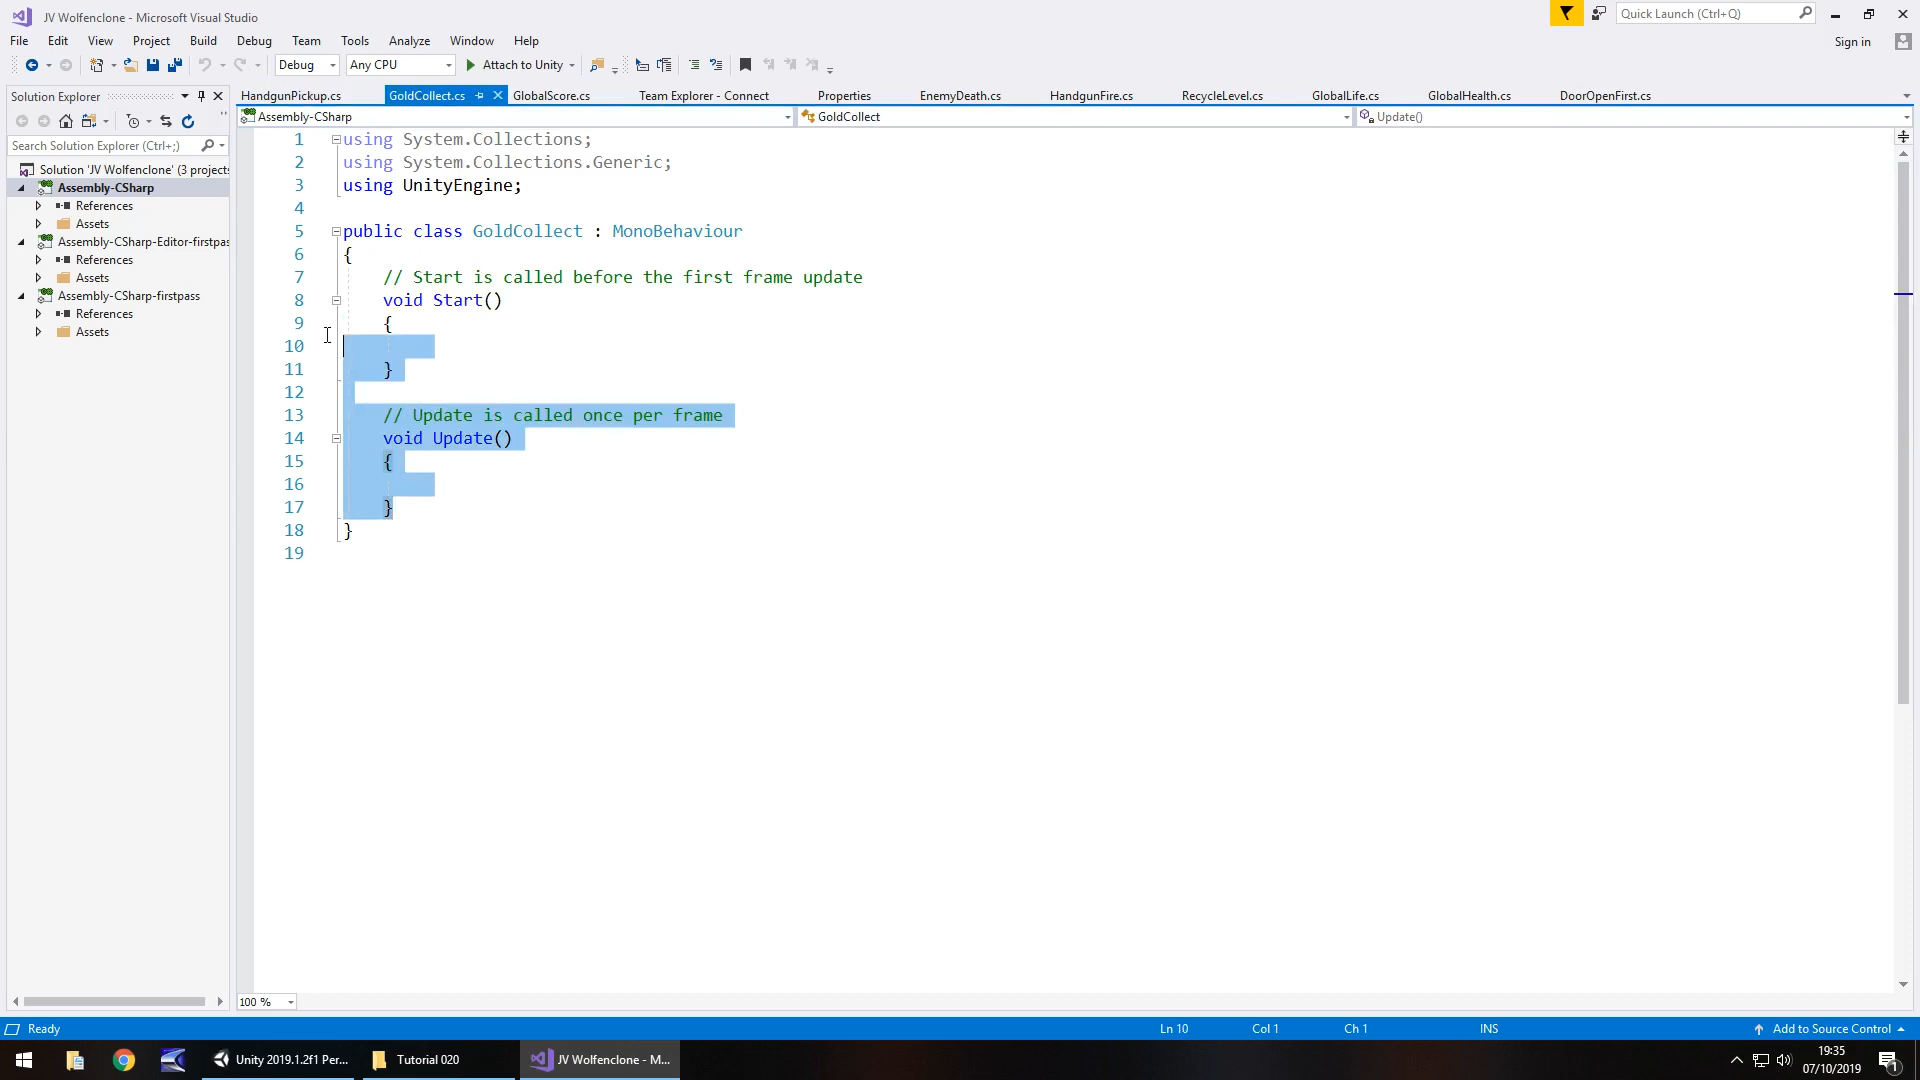 JV Wolfenclone - Microsoft Visual Studio
Quick Launch (Ctrl+Q)
File Edit View Project Build Debug Team Tools Analyze Window Help
Sign in
Debug Any CPU Attach to Unity
Solution Explorer
HandgunPickup.cs GoldCollect.cs GlobalScore.cs Team Explorer - Connect Properties EnemyDeath.cs HandgunFire.cs RecycleLevel.cs GlobalLife.cs GlobalHealth.cs DoorOpenFirst.cs
Assembly-CSharp GoldCollect Update()
Search Solution Explorer (Ctrl+;)
Solution 'JV Wolfenclone' (3 projects
Assembly-CSharp
References
Assets
Assembly-CSharp-Editor-firstpas
References
Assets
Assembly-CSharp-firstpass
References
Assets
1 using System.Collections;
2 using System.Collections.Generic;
3 using UnityEngine;
4
5 public class GoldCollect : MonoBehaviour
6 {
7 // Start is called before the first frame update
8 void Start()
9 {
10
11 }
12
13 // Update is called once per frame
14 void Update()
15 {
16
17 }
18 }
19
100 %
Ready Ln 10 Col 1 Ch 1 INS Add to Source Control
Unity 2019.1.2f1 Per... Tutorial 020 JV Wolfenclone - M...
19:35
07/10/2019
1